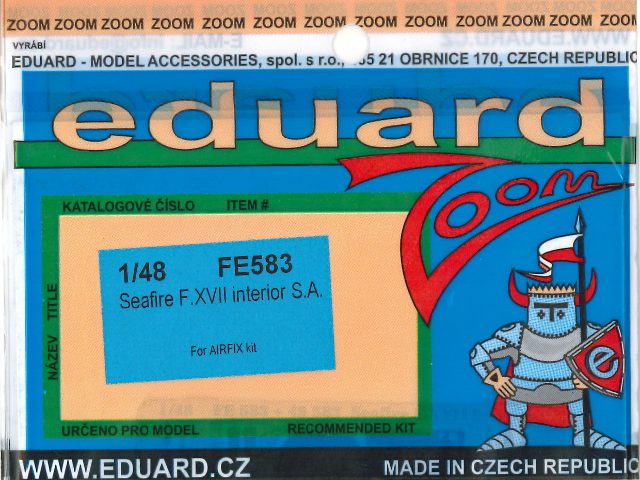 ZOOM ZOOM ZOOM ZOOM ZOOM ZOOM ZOOM ZOOM ZOOM ZOOM ZOOM ZOOM
VYRÁBÍ
EDUARD - MODEL ACCESSORIES, spol. s r.o., 21 OBRNICE 170, CZECH REPUBLIC
eduard
Zoom
KATALOGOVÉ ČÍSLO ITEM #
1/48 FE583
Seafire F.XVII interior S.A.
For AIRFIX kit
NÁZEV TITLE
e
URČENO PRO MODEL RECOMMENDED KIT
WWW.EDUARD.CZ MADE IN CZECH REPUBLIC